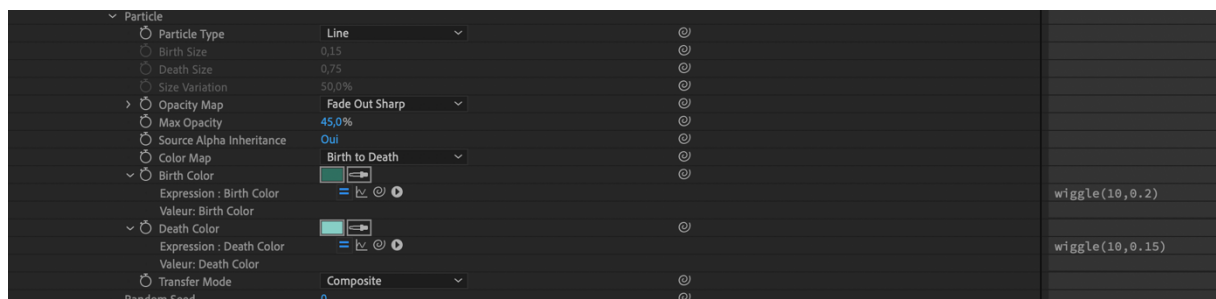 Particle
Particle Type Line
Birth Size 0,15
Death Size 0,75
Size Variation 50,0%
Opacity Map Fade Out Sharp
Max Opacity 45,0%
Source Alpha Inheritance Oui
Color Map Birth to Death
Birth Color
Expression : Birth Color wiggle(10,0.2)
Valeur: Birth Color
Death Color
Expression : Death Color wiggle(10,0.15)
Valeur: Death Color
Transfer Mode Composite
Random Seed 0